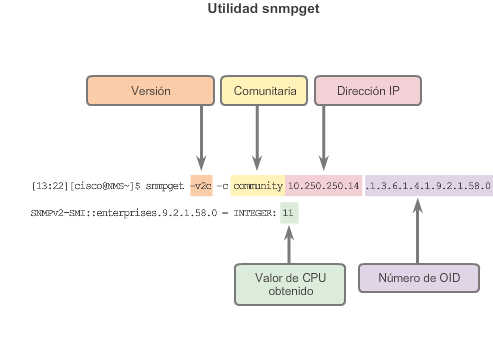 Utilidad snmpget
Versión
Comunitaria
Dirección IP
[13:22][cisco@NMS~]$ snmpget -v2c -c community 10.250.250.14 .1.3.6.1.4.1.9.2.1.58.0
SNMPv2-SMI::enterprises.9.2.1.58.0 = INTEGER: 11
Valor de CPU
obtenido
Número de OID